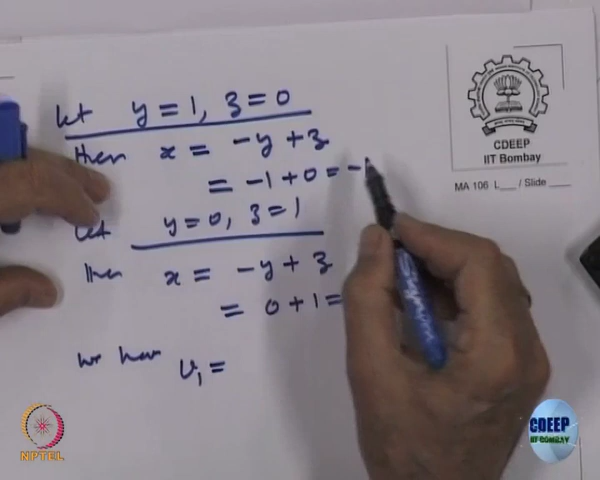 let y = 1, z = 0
then x = -y + z
= -1 + 0 = -1
let y = 0, z = 1
then x = -y + z
= 0 + 1 =
we have v₁ =
CDEEP
IIT Bombay
MA 106 L___ / Slide ___
NPTEL
CDEEP
IIT BOMBAY